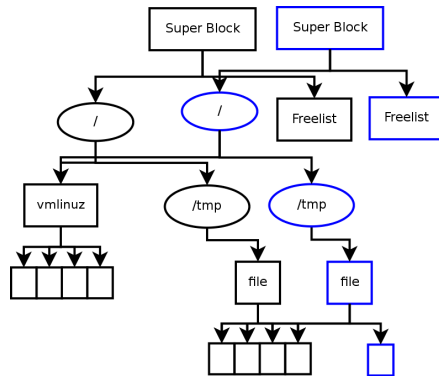 Super Block
Super Block
/
/
Freelist
Freelist
vmlinuz
/tmp
/tmp
file
file